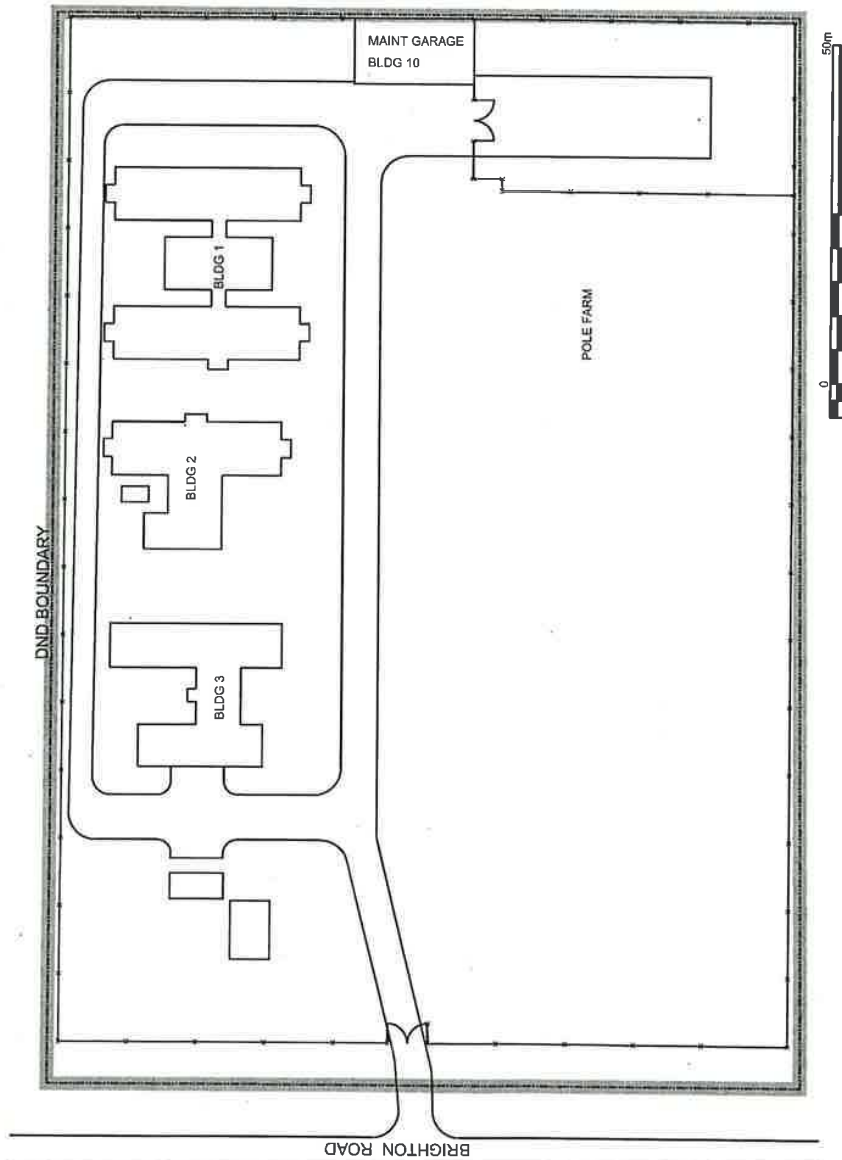 MAINT GARAGE
BLDG 10
50m
BLDG 1
POLE FARM
0
BLDG 2
DND BOUNDARY
BLDG 3
BRIGHTON ROAD